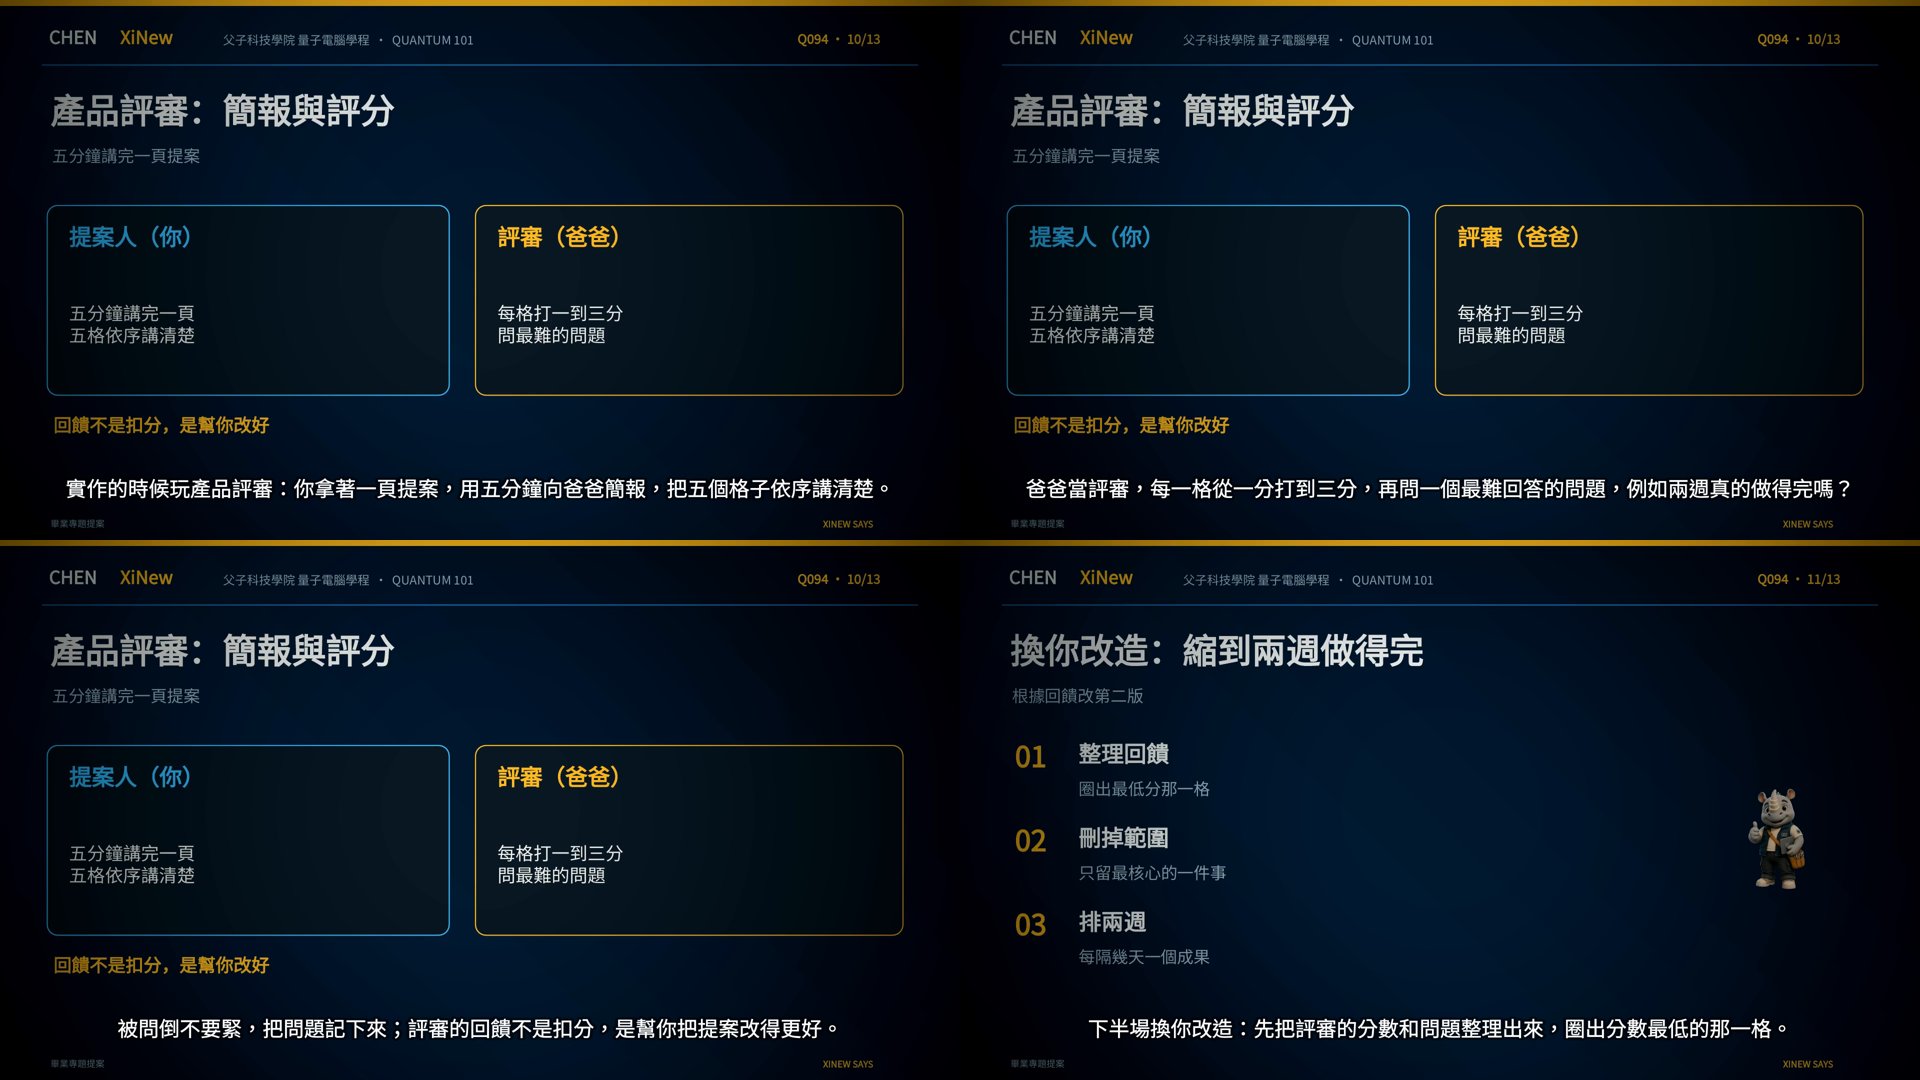 CHEN XiNew 父子科技學院 量子電腦學程 · QUANTUM 101 Q094 · 10/13
產品評審：簡報與評分
五分鐘講完一頁提案
提案人（你）
五分鐘講完一頁
五格依序講清楚
評審（爸爸）
每格打一到三分
問最難的問題
回饋不是扣分，是幫你改好
實作的時候玩產品評審：你拿著一頁提案，用五分鐘向爸爸簡報，把五個格子依序講清楚。
畢業專題提案 XINEW SAYS
CHEN XiNew 父子科技學院 量子電腦學程 · QUANTUM 101 Q094 · 10/13
產品評審：簡報與評分
五分鐘講完一頁提案
提案人（你）
五分鐘講完一頁
五格依序講清楚
評審（爸爸）
每格打一到三分
問最難的問題
回饋不是扣分，是幫你改好
爸爸當評審，每一格從一分打到三分，再問一個最難回答的問題，例如兩週真的做得完嗎？
畢業專題提案 XINEW SAYS
CHEN XiNew 父子科技學院 量子電腦學程 · QUANTUM 101 Q094 · 10/13
產品評審：簡報與評分
五分鐘講完一頁提案
提案人（你）
五分鐘講完一頁
五格依序講清楚
評審（爸爸）
每格打一到三分
問最難的問題
回饋不是扣分，是幫你改好
被問倒不要緊，把問題記下來；評審的回饋不是扣分，是幫你把提案改得更好。
畢業專題提案 XINEW SAYS
CHEN XiNew 父子科技學院 量子電腦學程 · QUANTUM 101 Q094 · 11/13
換你改造：縮到兩週做得完
根據回饋改第二版
01 整理回饋
圈出最低分那一格
02 刪掉範圍
只留最核心的一件事
03 排兩週
每隔幾天一個成果
下半場換你改造：先把評審的分數和問題整理出來，圈出分數最低的那一格。
畢業專題提案 XINEW SAYS